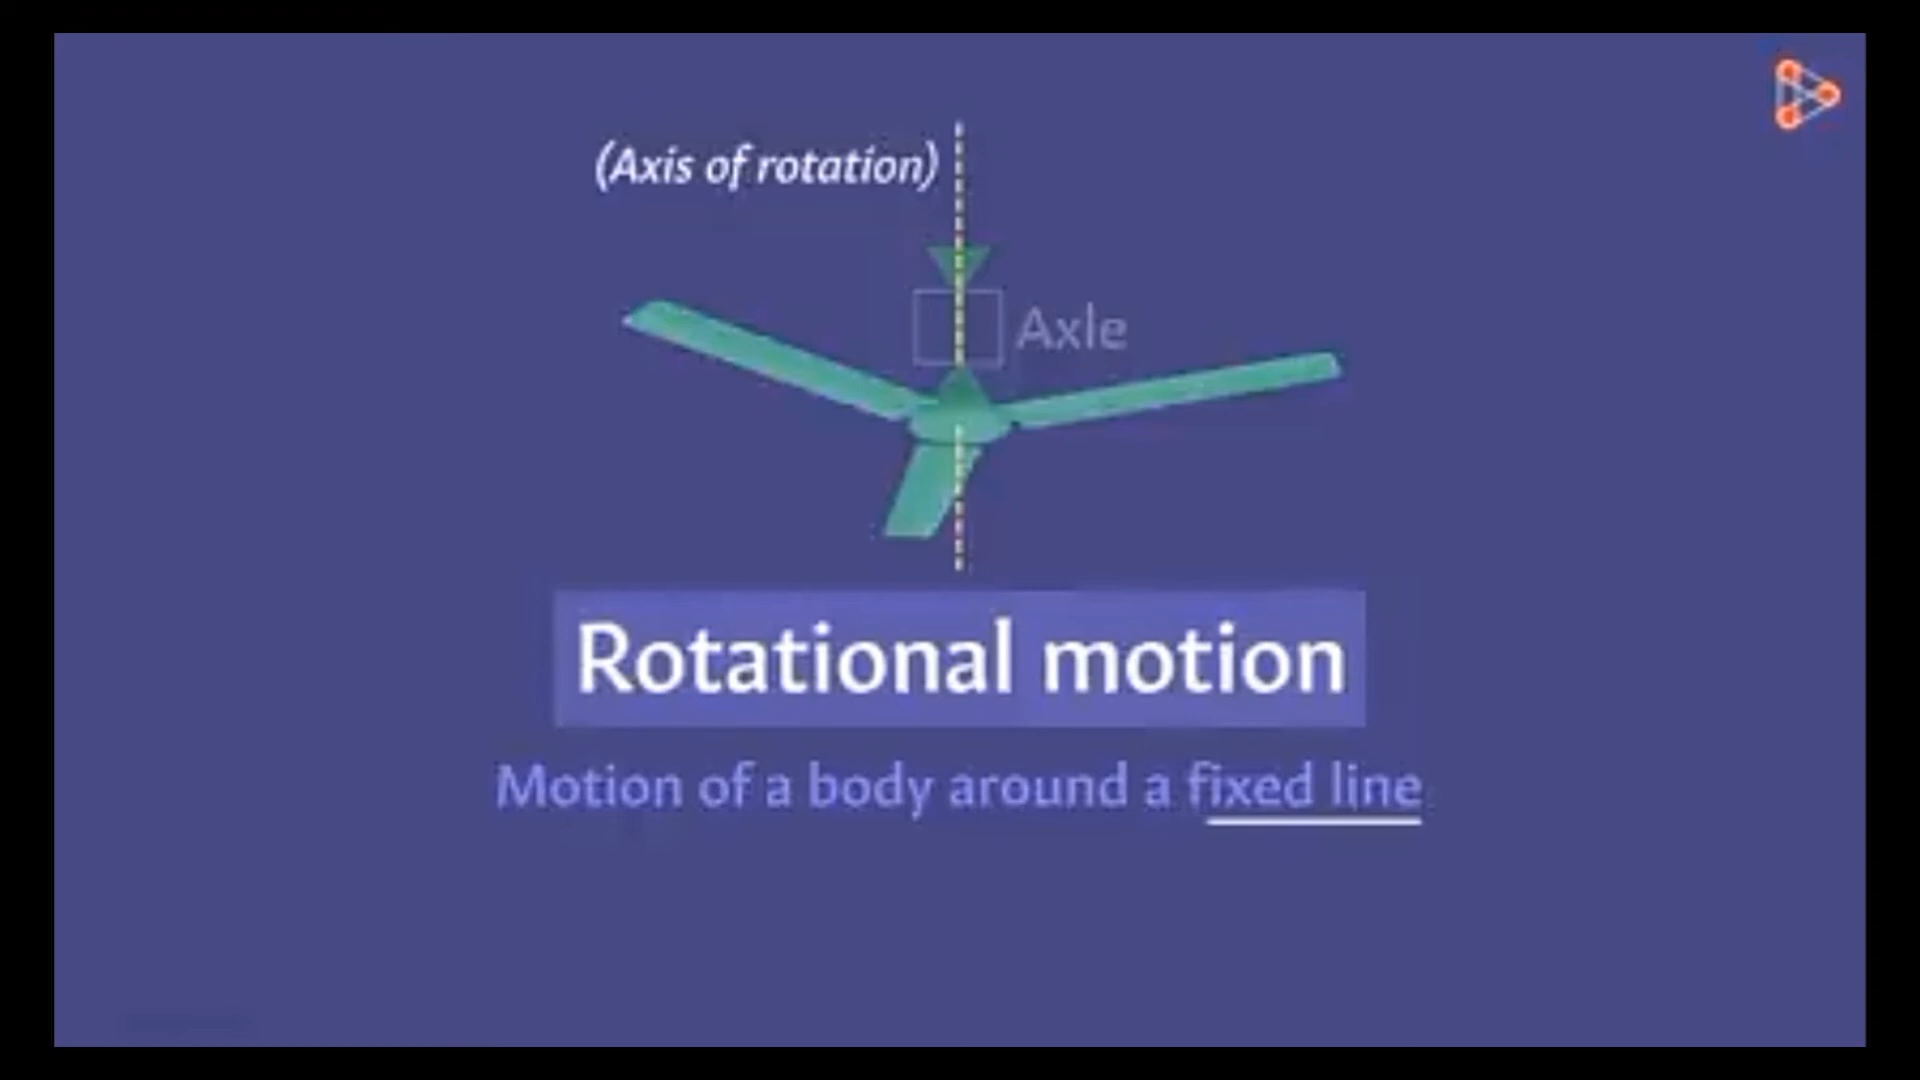 (Axis of rotation)
Axle
Rotational motion
Motion of a body around a fixed line